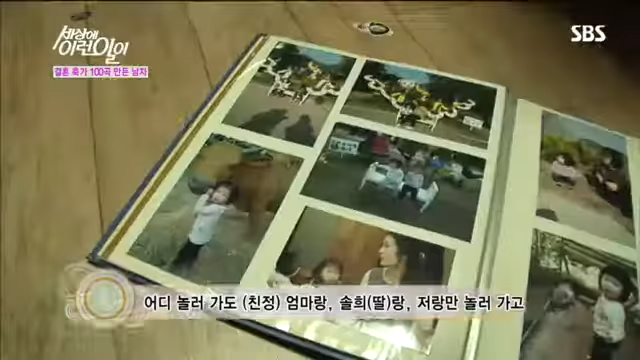 세상에 이런일이
SBS
결혼 축가 100곡 만든 남자
어디 놀러 가도 (친정) 엄마랑, 솔희(딸)랑, 저랑만 놀러 가고